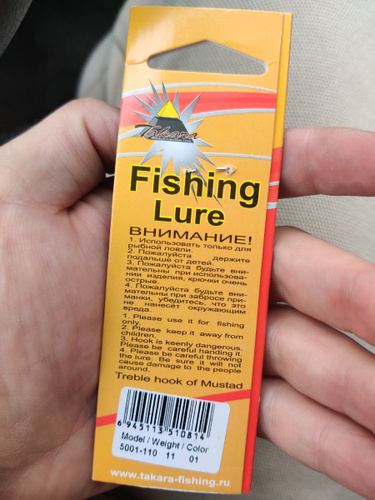 Takara
Fishing
Lure
ВНИМАНИЕ!
1. Использовать только для
рыбной ловли.
2. Пожалуйста держите
подальше от детей.
3. Пожалуйста будьте вни-
мательны при использова-
нии изделия, крючки очень
острые.
4. Пожалуйста будьте вни-
мательны при забросе при-
манки, убедитесь, что это
не нанесёт окружающим
вреда.
1. Please use it for fishing
only.
2. Please keep it away from
children.
3. Hook is keenly dangerous.
Please be careful handing it.
4. Please be careful throwing
the lure. Be sure it will not
cause damage to the people
around.
Treble hook of Mustad
6 945113 510814
Model / Weight / Color
5001-110 11 01
www.takara-fishing.ru